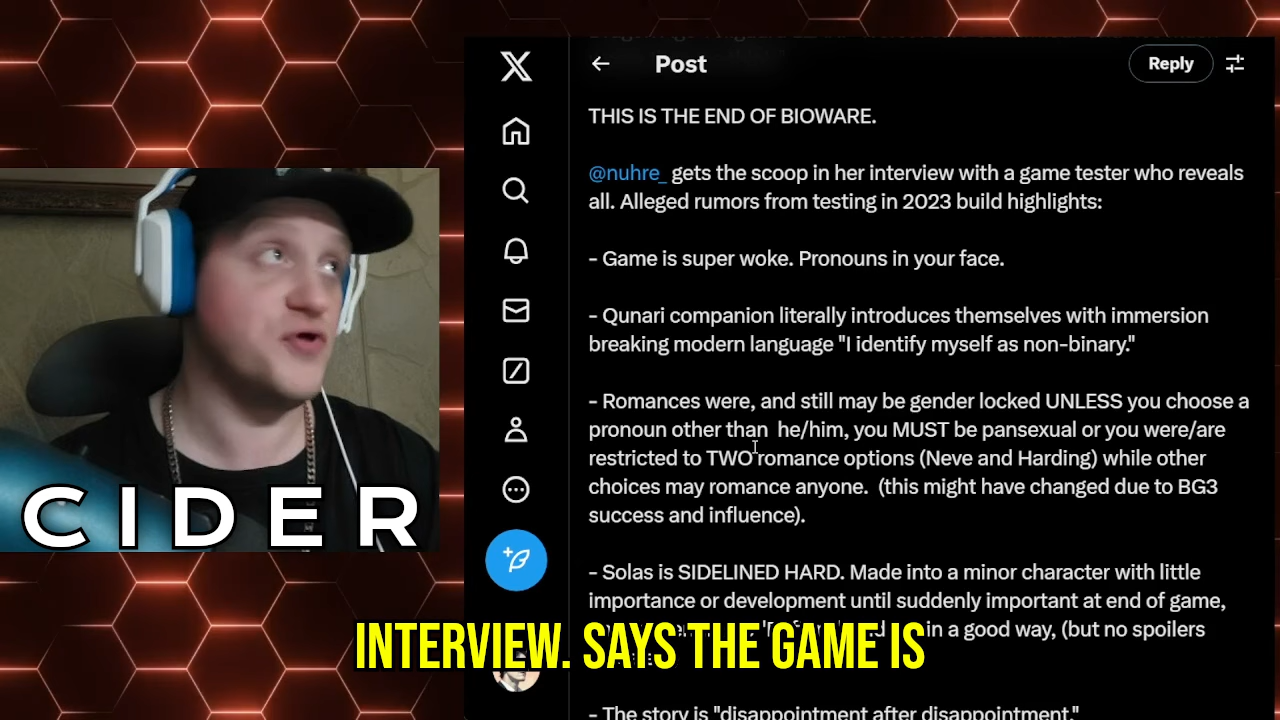 Post
Reply
THIS IS THE END OF BIOWARE.
@nuhre_ gets the scoop in her interview with a game tester who reveals
all. Alleged rumors from testing in 2023 build highlights:
- Game is super woke. Pronouns in your face.
- Qunari companion literally introduces themselves with immersion
breaking modern language "I identify myself as non-binary."
- Romances were, and still may be gender locked UNLESS you choose a
pronoun other than he/him, you MUST be pansexual or you were/are
restricted to TWO romance options (Neve and Harding) while other
choices may romance anyone. (this might have changed due to BG3
success and influence).
- Solas is SIDELINED HARD. Made into a minor character with little
importance or development until suddenly important at end of game,
in a good way, (but no spoilers
- The story is "disappointment after disappointment."
CIDER
INTERVIEW. SAYS THE GAME IS